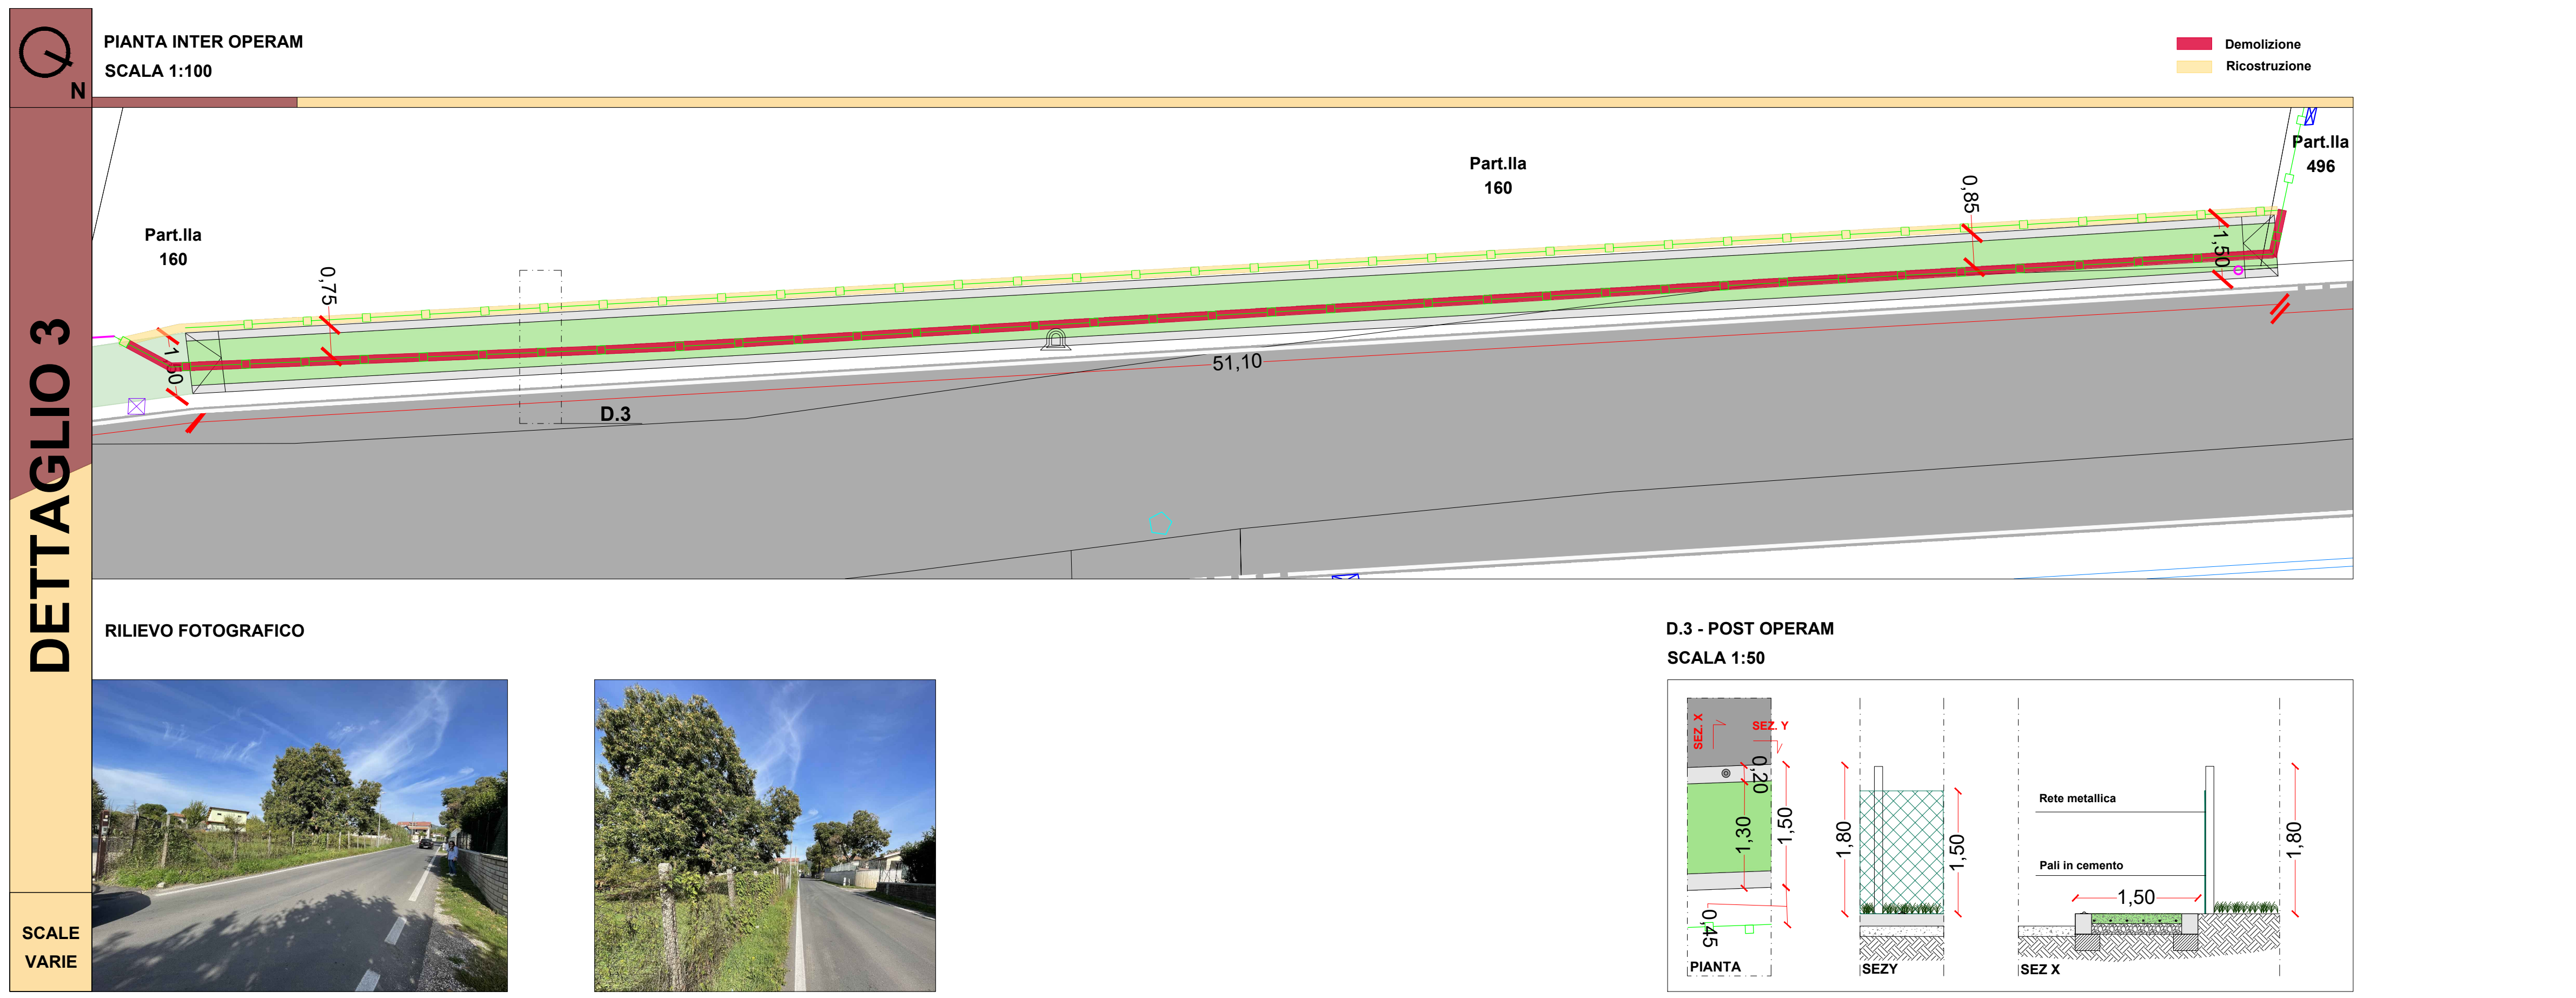 N
PIANTA INTER OPERAM
SCALA 1:100
Demolizione
Ricostruzione
DETTAGLIO 3
Part.lla
160
Part.lla
160
Part.lla
496
0,75
0,85
1,50
1,50
51,10
D.3
RILIEVO FOTOGRAFICO
D.3 - POST OPERAM
SCALA 1:50
SEZ. X
SEZ. Y
0,20
1,30
1,50
0,45
PIANTA
1,80
1,50
SEZY
Rete metallica
Pali in cemento
1,50
1,80
SEZ X
SCALE
VARIE